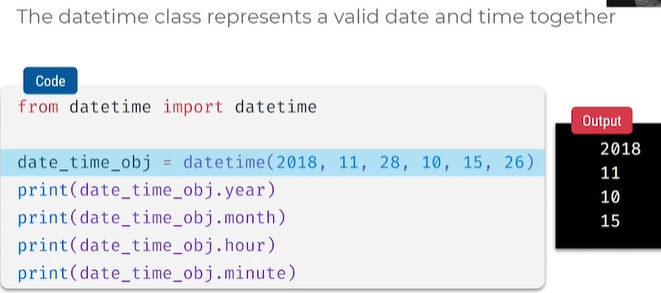 The datetime class represents a valid date and time together
Code
from datetime import datetime
date_time_obj = datetime(2018, 11, 28, 10, 15, 26)
print(date_time_obj.year)
print(date_time_obj.month)
print(date_time_obj.hour)
print(date_time_obj.minute)
Output
2018
11
10
15